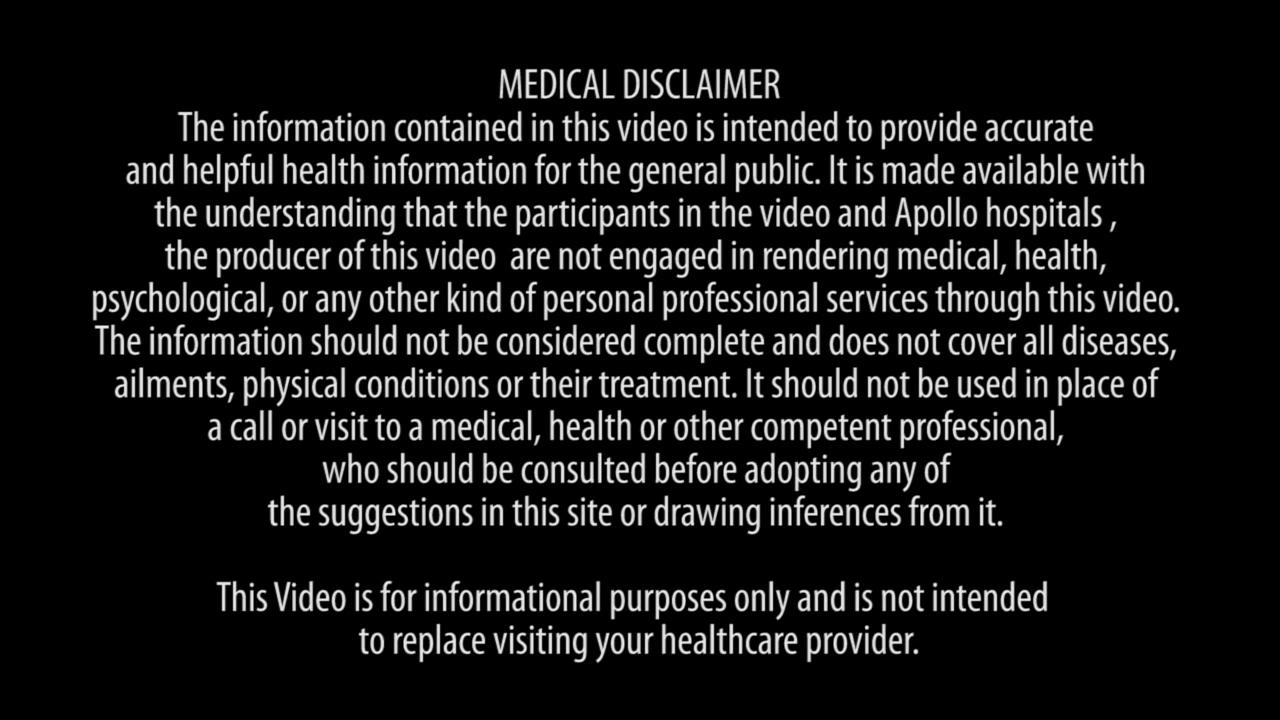 MEDICAL DISCLAIMER
The information contained in this video is intended to provide accurate
and helpful health information for the general public. It is made available with
the understanding that the participants in the video and Apollo hospitals ,
the producer of this video  are not engaged in rendering medical, health,
psychological, or any other kind of personal professional services through this video.
The information should not be considered complete and does not cover all diseases,
ailments, physical conditions or their treatment. It should not be used in place of
a call or visit to a medical, health or other competent professional,
who should be consulted before adopting any of
the suggestions in this site or drawing inferences from it.
This Video is for informational purposes only and is not intended
to replace visiting your healthcare provider.